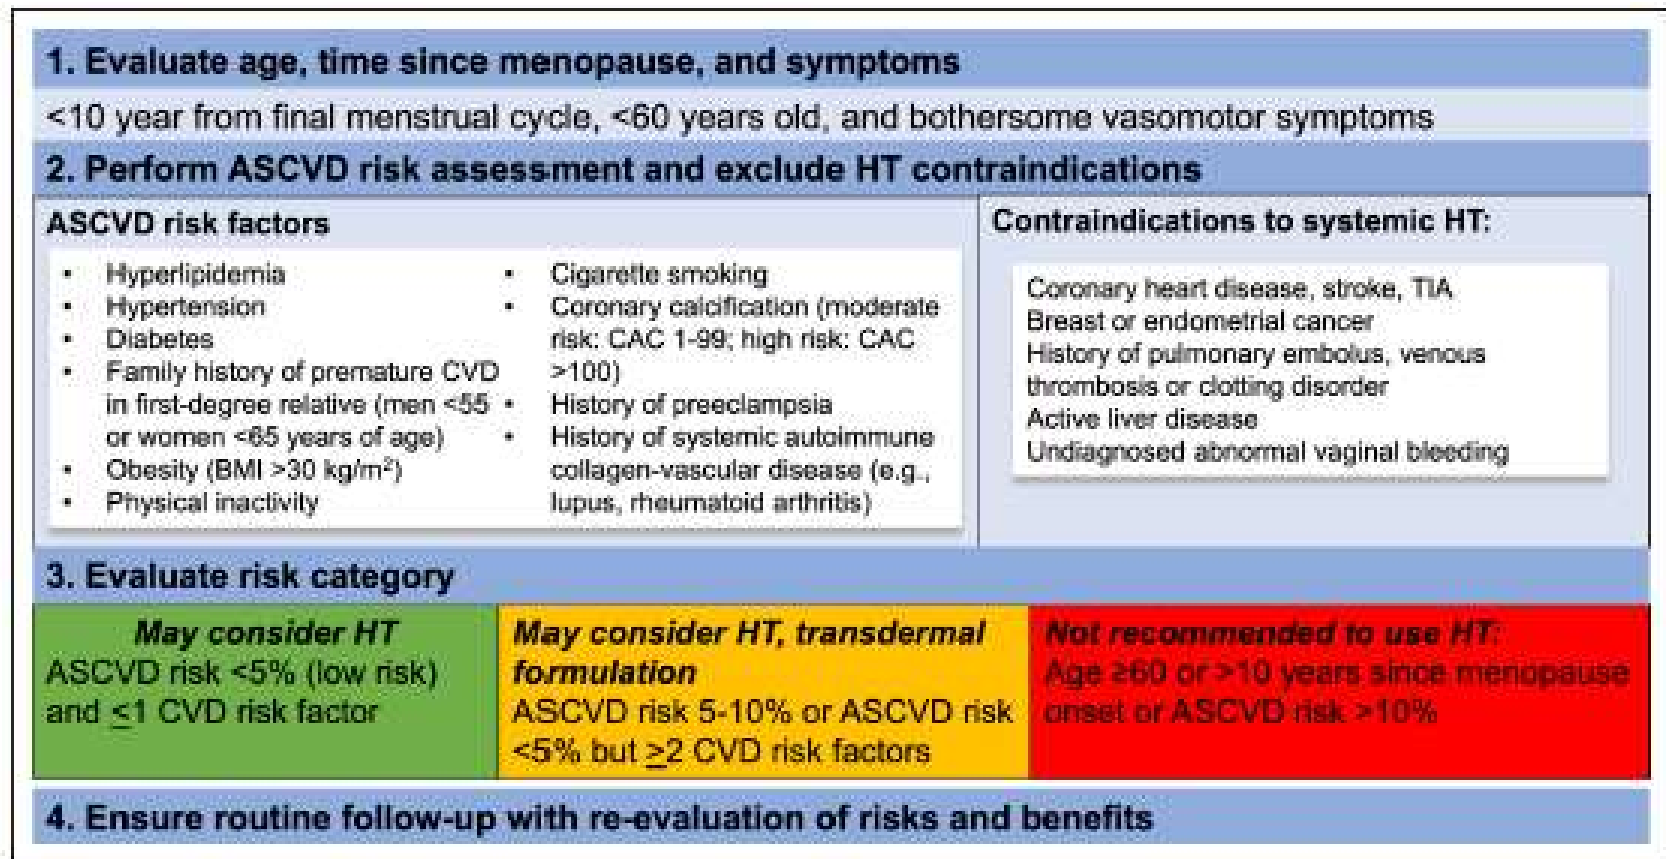 1. Evaluate age, time since menopause, and symptoms
<10 year from final menstrual cycle, <60 years old, and bothersome vasomotor symptoms
2. Perform ASCVD risk assessment and exclude HT contraindications
ASCVD risk factors
• Hyperlipidemia
• Hypertension
• Diabetes
• Family history of premature CVD
in first-degree relative (men <55
or women <65 years of age)
• Obesity (BMI >30 kg/m²)
• Physical inactivity
• Cigarette smoking
• Coronary calcification (moderate
risk: CAC 1-99; high risk: CAC
>100)
• History of preeclampsia
• History of systemic autoimmune
collagen-vascular disease (e.g.,
lupus, rheumatoid arthritis)
Contraindications to systemic HT:
Coronary heart disease, stroke, TIA
Breast or endometrial cancer
History of pulmonary embolus, venous
thrombosis or clotting disorder
Active liver disease
Undiagnosed abnormal vaginal bleeding
3. Evaluate risk category
May consider HT
ASCVD risk <5% (low risk)
and ≤1 CVD risk factor
May consider HT, transdermal
formulation
ASCVD risk 5-10% or ASCVD risk
<5% but ≥2 CVD risk factors
Not recommended to use HT:
Age ≥60 or >10 years since menopause
onset or ASCVD risk >10%
4. Ensure routine follow-up with re-evaluation of risks and benefits